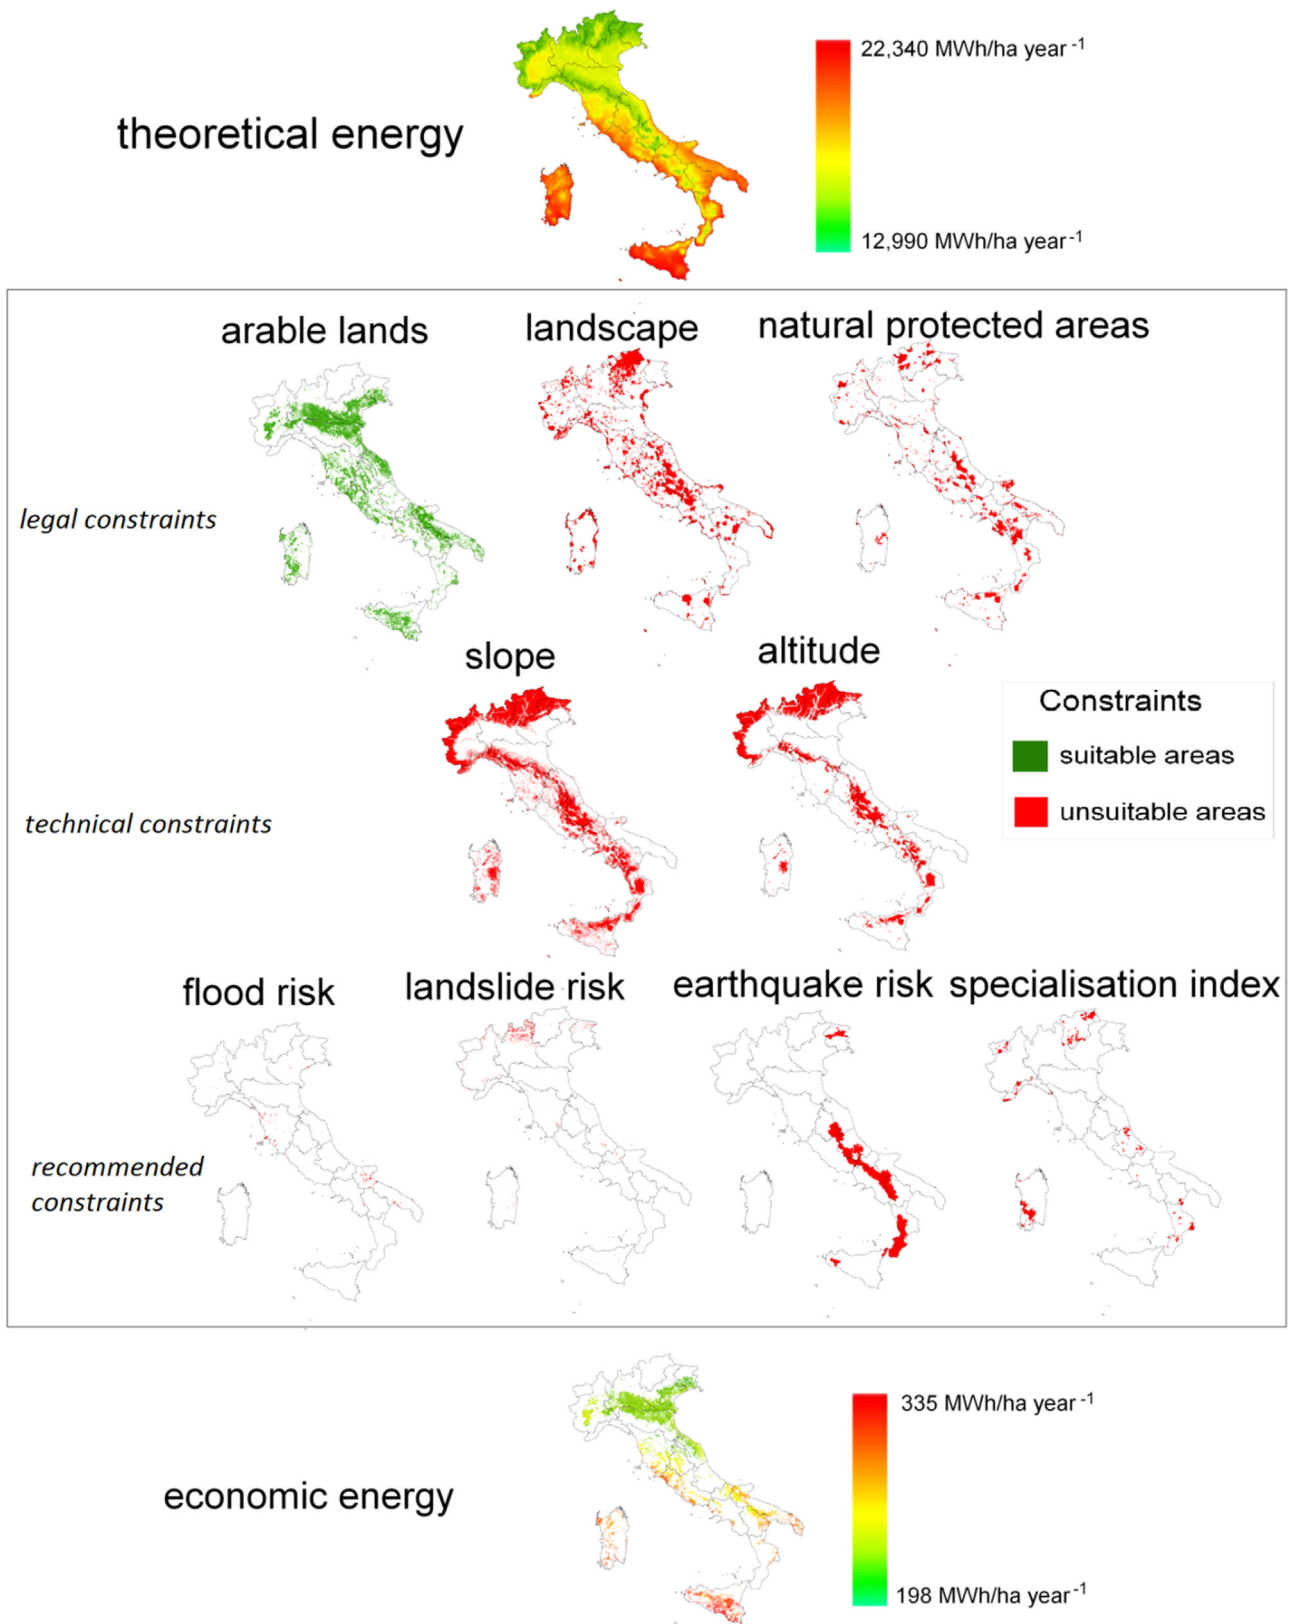 22,340 MWh/ha year -1
theoretical energy
12,990 MWh/ha year -1
arable lands
landscape
natural protected areas
legal constraints
slope
altitude
Constraints
suitable areas
unsuitable areas
technical constraints
flood risk
landslide risk
earthquake risk
specialisation index
recommended
constraints
335 MWh/ha year -1
economic energy
198 MWh/ha year -1